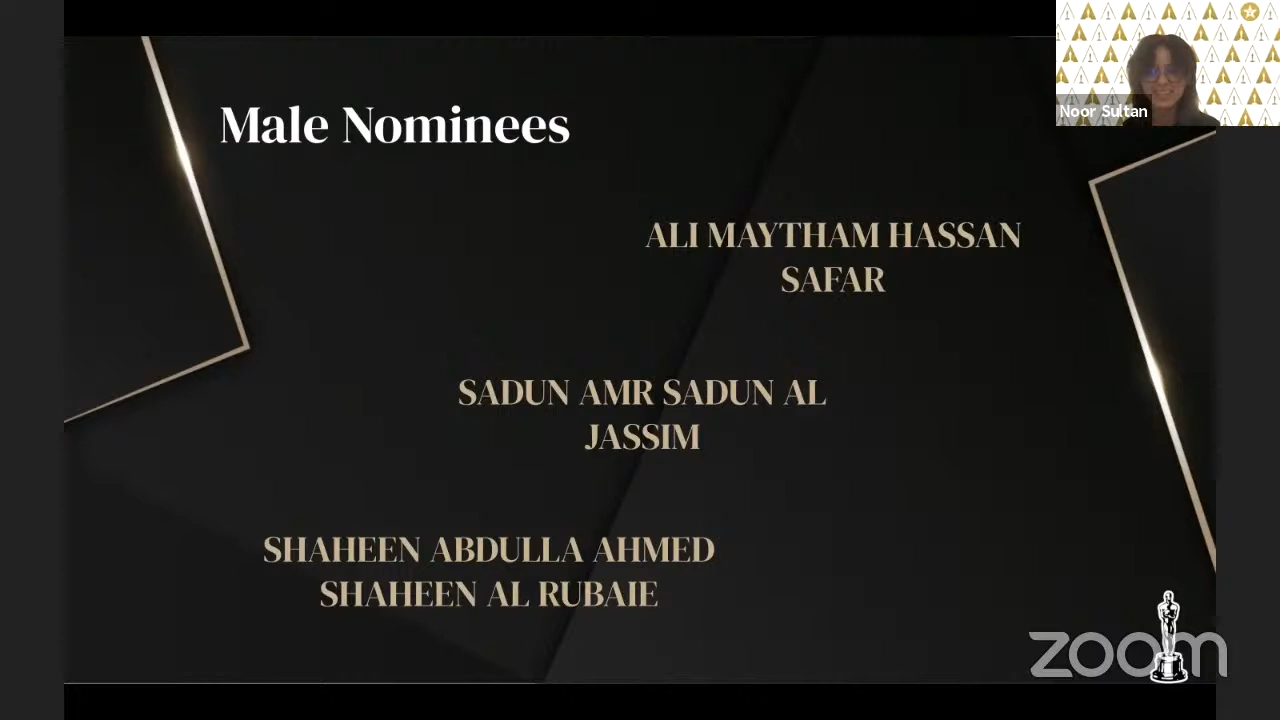 Noor Sultan
Male Nominees
ALI MAYTHAM HASSAN
SAFAR
SADUN AMR SADUN AL
JASSIM
SHAHEEN ABDULLA AHMED
SHAHEEN AL RUBAIE
zoom